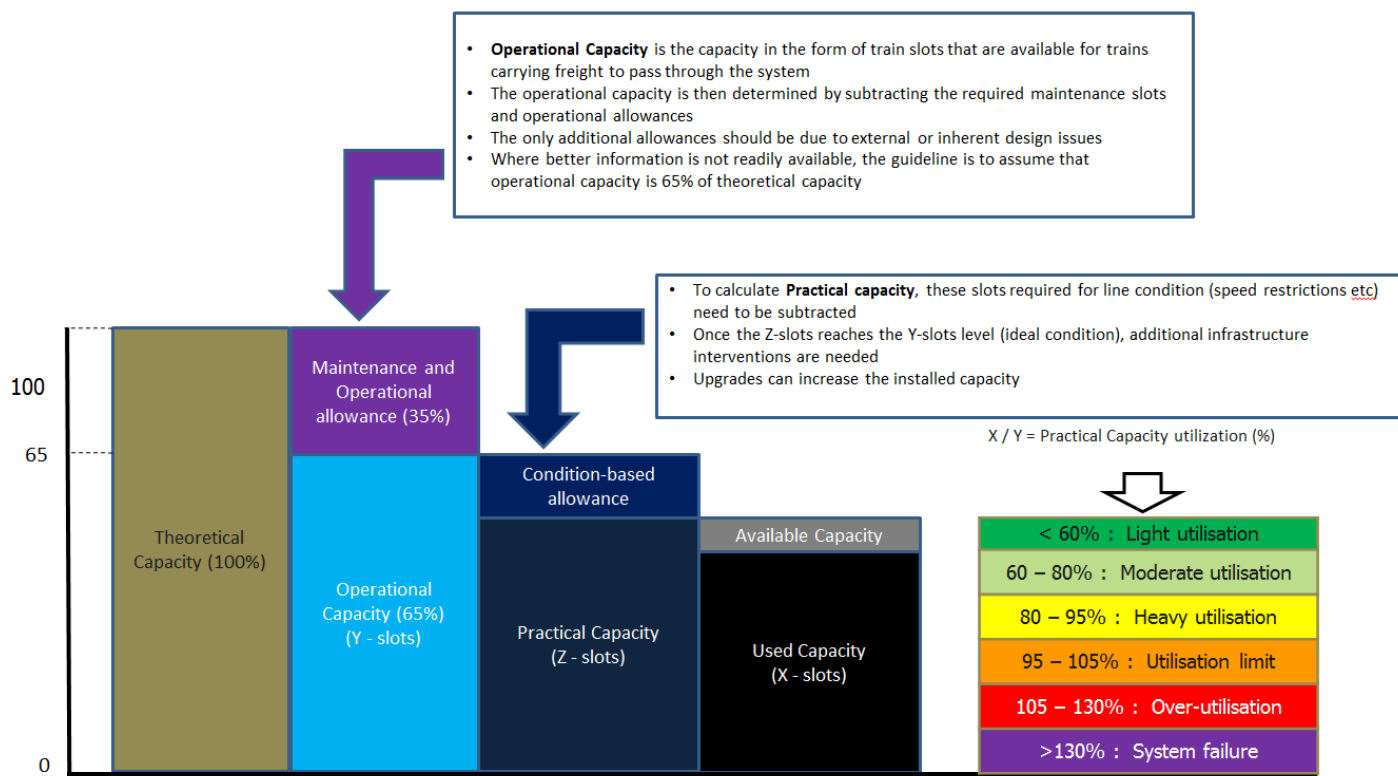 • Operational Capacity is the capacity in the form of train slots that are available for trains
carrying freight to pass through the system
• The operational capacity is then determined by subtracting the required maintenance slots
and operational allowances
• The only additional allowances should be due to external or inherent design issues
• Where better information is not readily available, the guideline is to assume that
operational capacity is 65% of theoretical capacity
• To calculate Practical capacity, these slots required for line condition (speed restrictions etc)
need to be subtracted
• Once the Z-slots reaches the Y-slots level (ideal condition), additional infrastructure
interventions are needed
• Upgrades can increase the installed capacity
X / Y = Practical Capacity utilization (%)
100
65
0
Theoretical
Capacity (100%)
Maintenance and
Operational
allowance (35%)
Operational
Capacity (65%)
(Y - slots)
Condition-based
allowance
Practical Capacity
(Z - slots)
Available Capacity
Used Capacity
(X - slots)
< 60% : Light utilisation
60 – 80% : Moderate utilisation
80 – 95% : Heavy utilisation
95 – 105% : Utilisation limit
105 – 130% : Over-utilisation
>130% : System failure